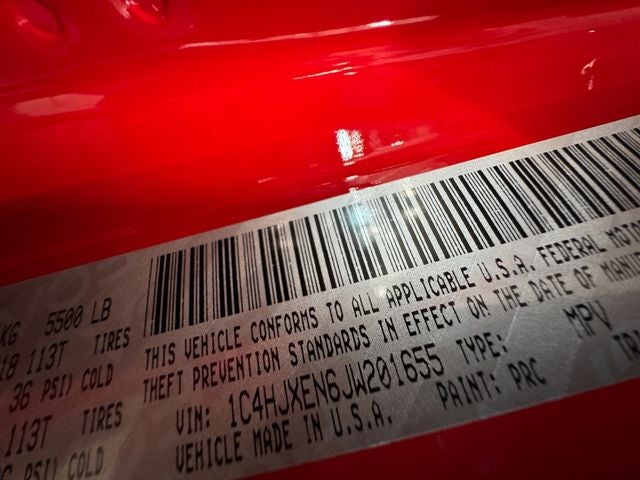 KG 5500 LB
18 113T TIRES
36 PSI) COLD
113T TIRES
PSI) COLD
THIS VEHICLE CONFORMS TO ALL APPLICABLE U.S.A. FEDERAL MOTOR
THEFT PREVENTION STANDARDS IN EFFECT ON THE DATE OF MANUF
VIN: 1C4HJXEN6JW201655 TYPE: MPV
VEHICLE MADE IN U.S.A. PAINT: PRC